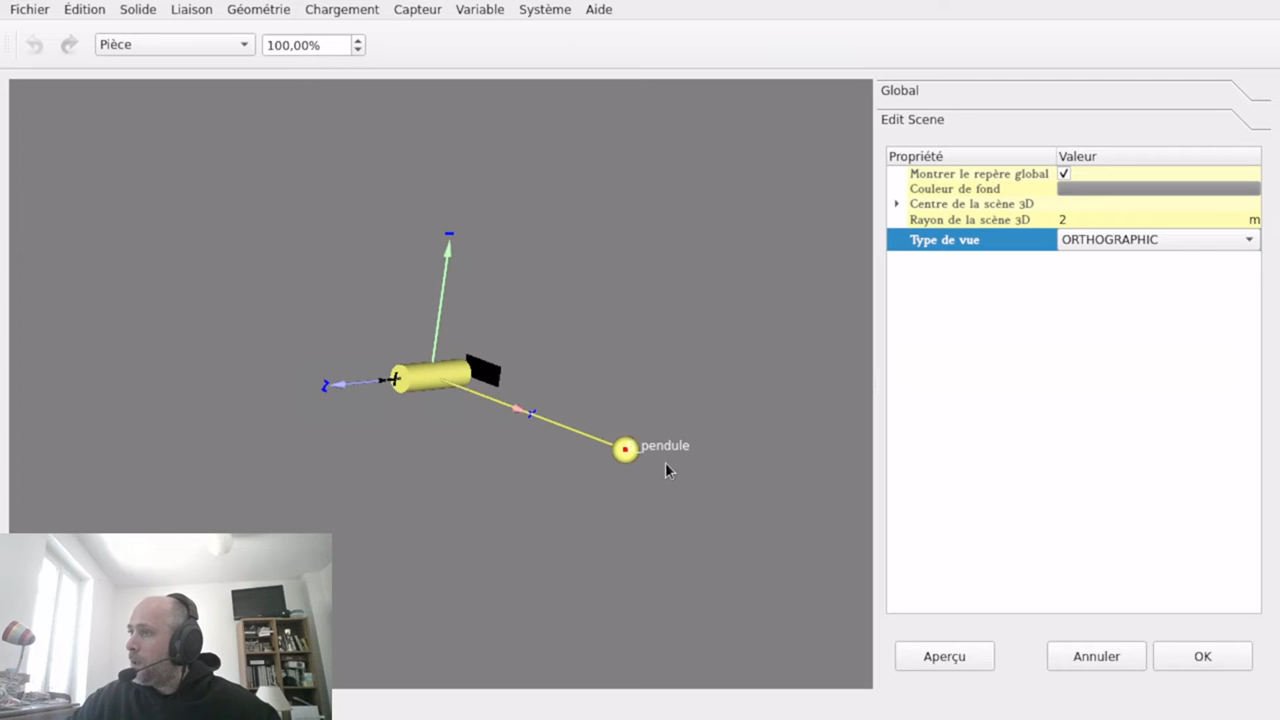 Fichier Édition Solide Liaison Géométrie Chargement Capteur Variable Système Aide
Pièce 100,00%
Global
Edit Scene
Propriété Valeur
Montrer le repère global
Couleur de fond
Centre de la scène 3D
Rayon de la scène 3D 2 m
Type de vue ORTHOGRAPHIC
pendule
Aperçu Annuler OK